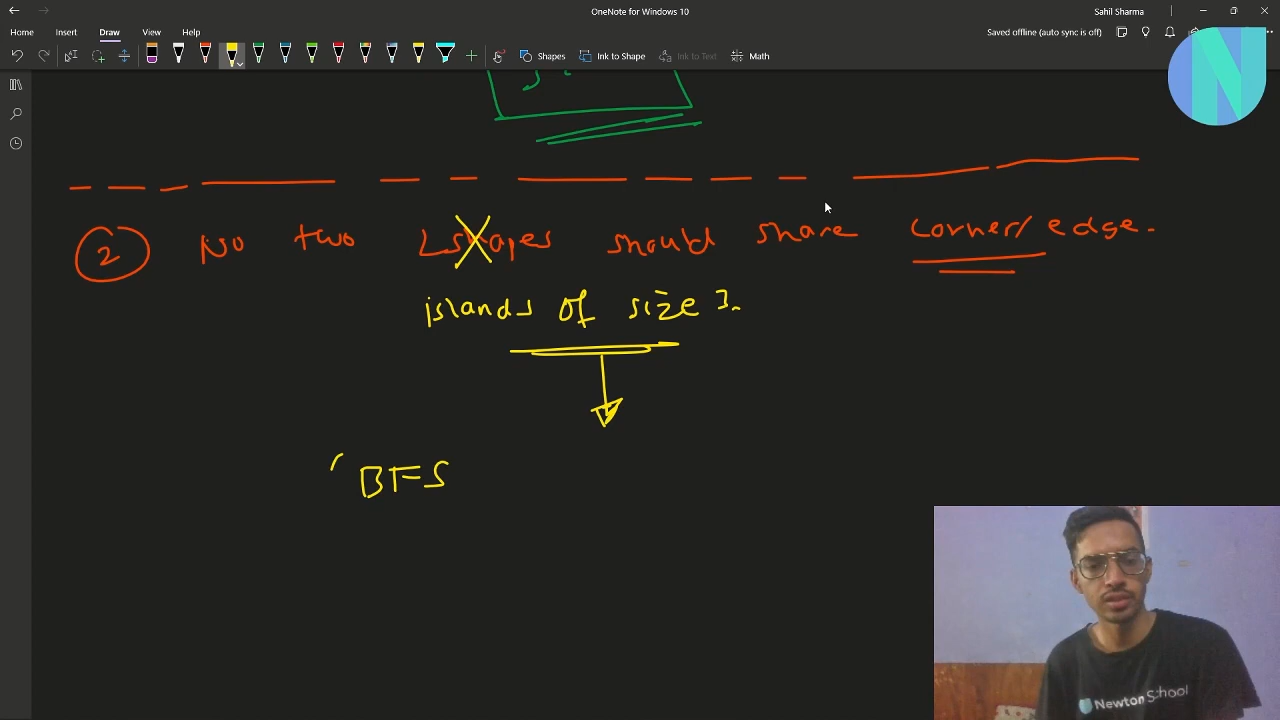 OneNote for Windows 10
Sahil Sharma
Home Insert Draw View Help
Saved offline (auto sync is off)
Shapes Ink to Shape Ink to Text Math
2 No two Lshapes should share corner/edge.
islands of size 3.
BFS
Newton School